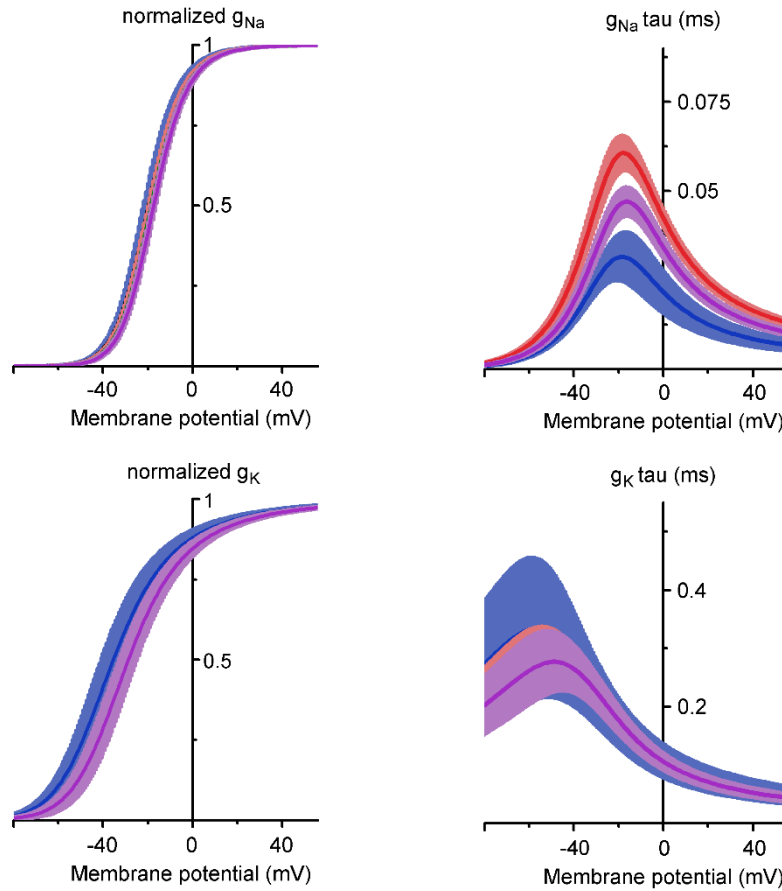 normalized gNa
1
0.5
-40 0 40
Membrane potential (mV)
gNa tau (ms)
0.075
0.05
-40 0 40
Membrane potential (mV)
normalized gK
1
0.5
-40 0 40
Membrane potential (mV)
gK tau (ms)
0.4
0.2
-40 0 40
Membrane potential (mV)